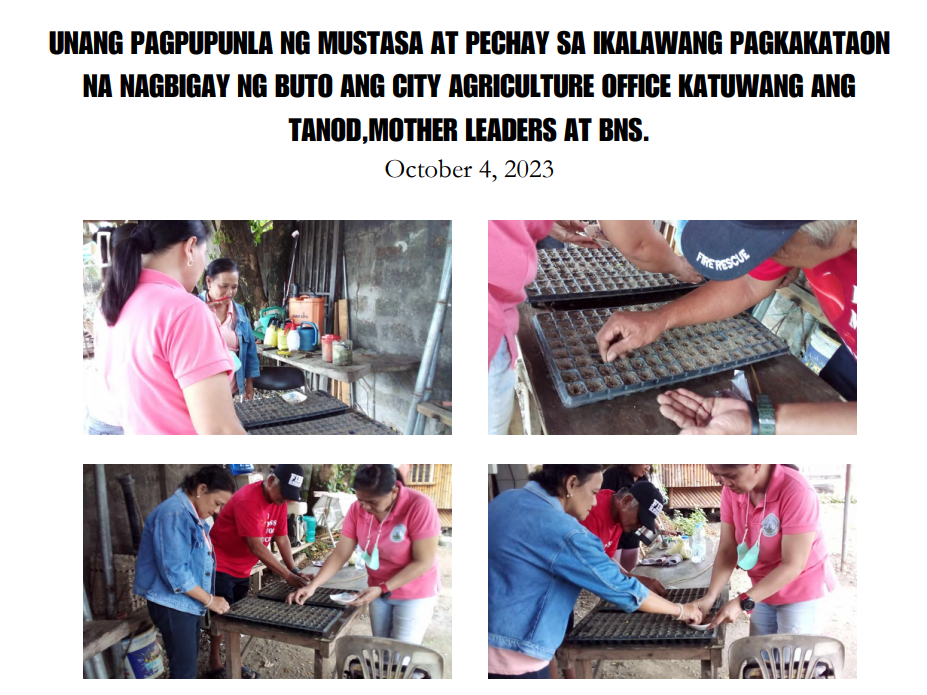 UNANG PAGPUPUNLA NG MUSTASA AT PECHAY SA IKALAWANG PAGKAKATAON
NA NAGBIGAY NG BUTO ANG CITY AGRICULTURE OFFICE KATUWANG ANG
TANOD,MOTHER LEADERS AT BNS.
October 4, 2023
FIRE RESCUE